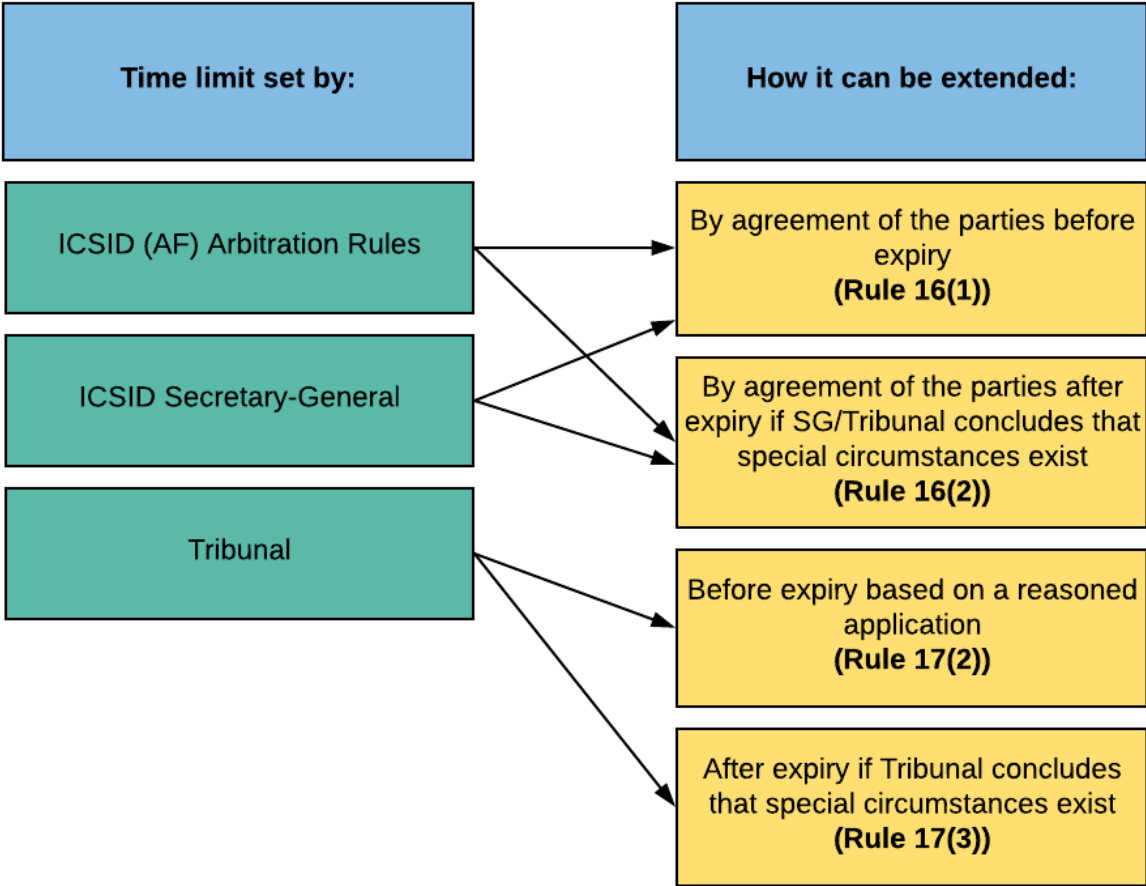 Time limit set by:
How it can be extended:
ICSID (AF) Arbitration Rules
By agreement of the parties before
expiry
(Rule 16(1))
ICSID Secretary-General
By agreement of the parties after
expiry if SG/Tribunal concludes that
special circumstances exist
(Rule 16(2))
Tribunal
Before expiry based on a reasoned
application
(Rule 17(2))
After expiry if Tribunal concludes
that special circumstances exist
(Rule 17(3))